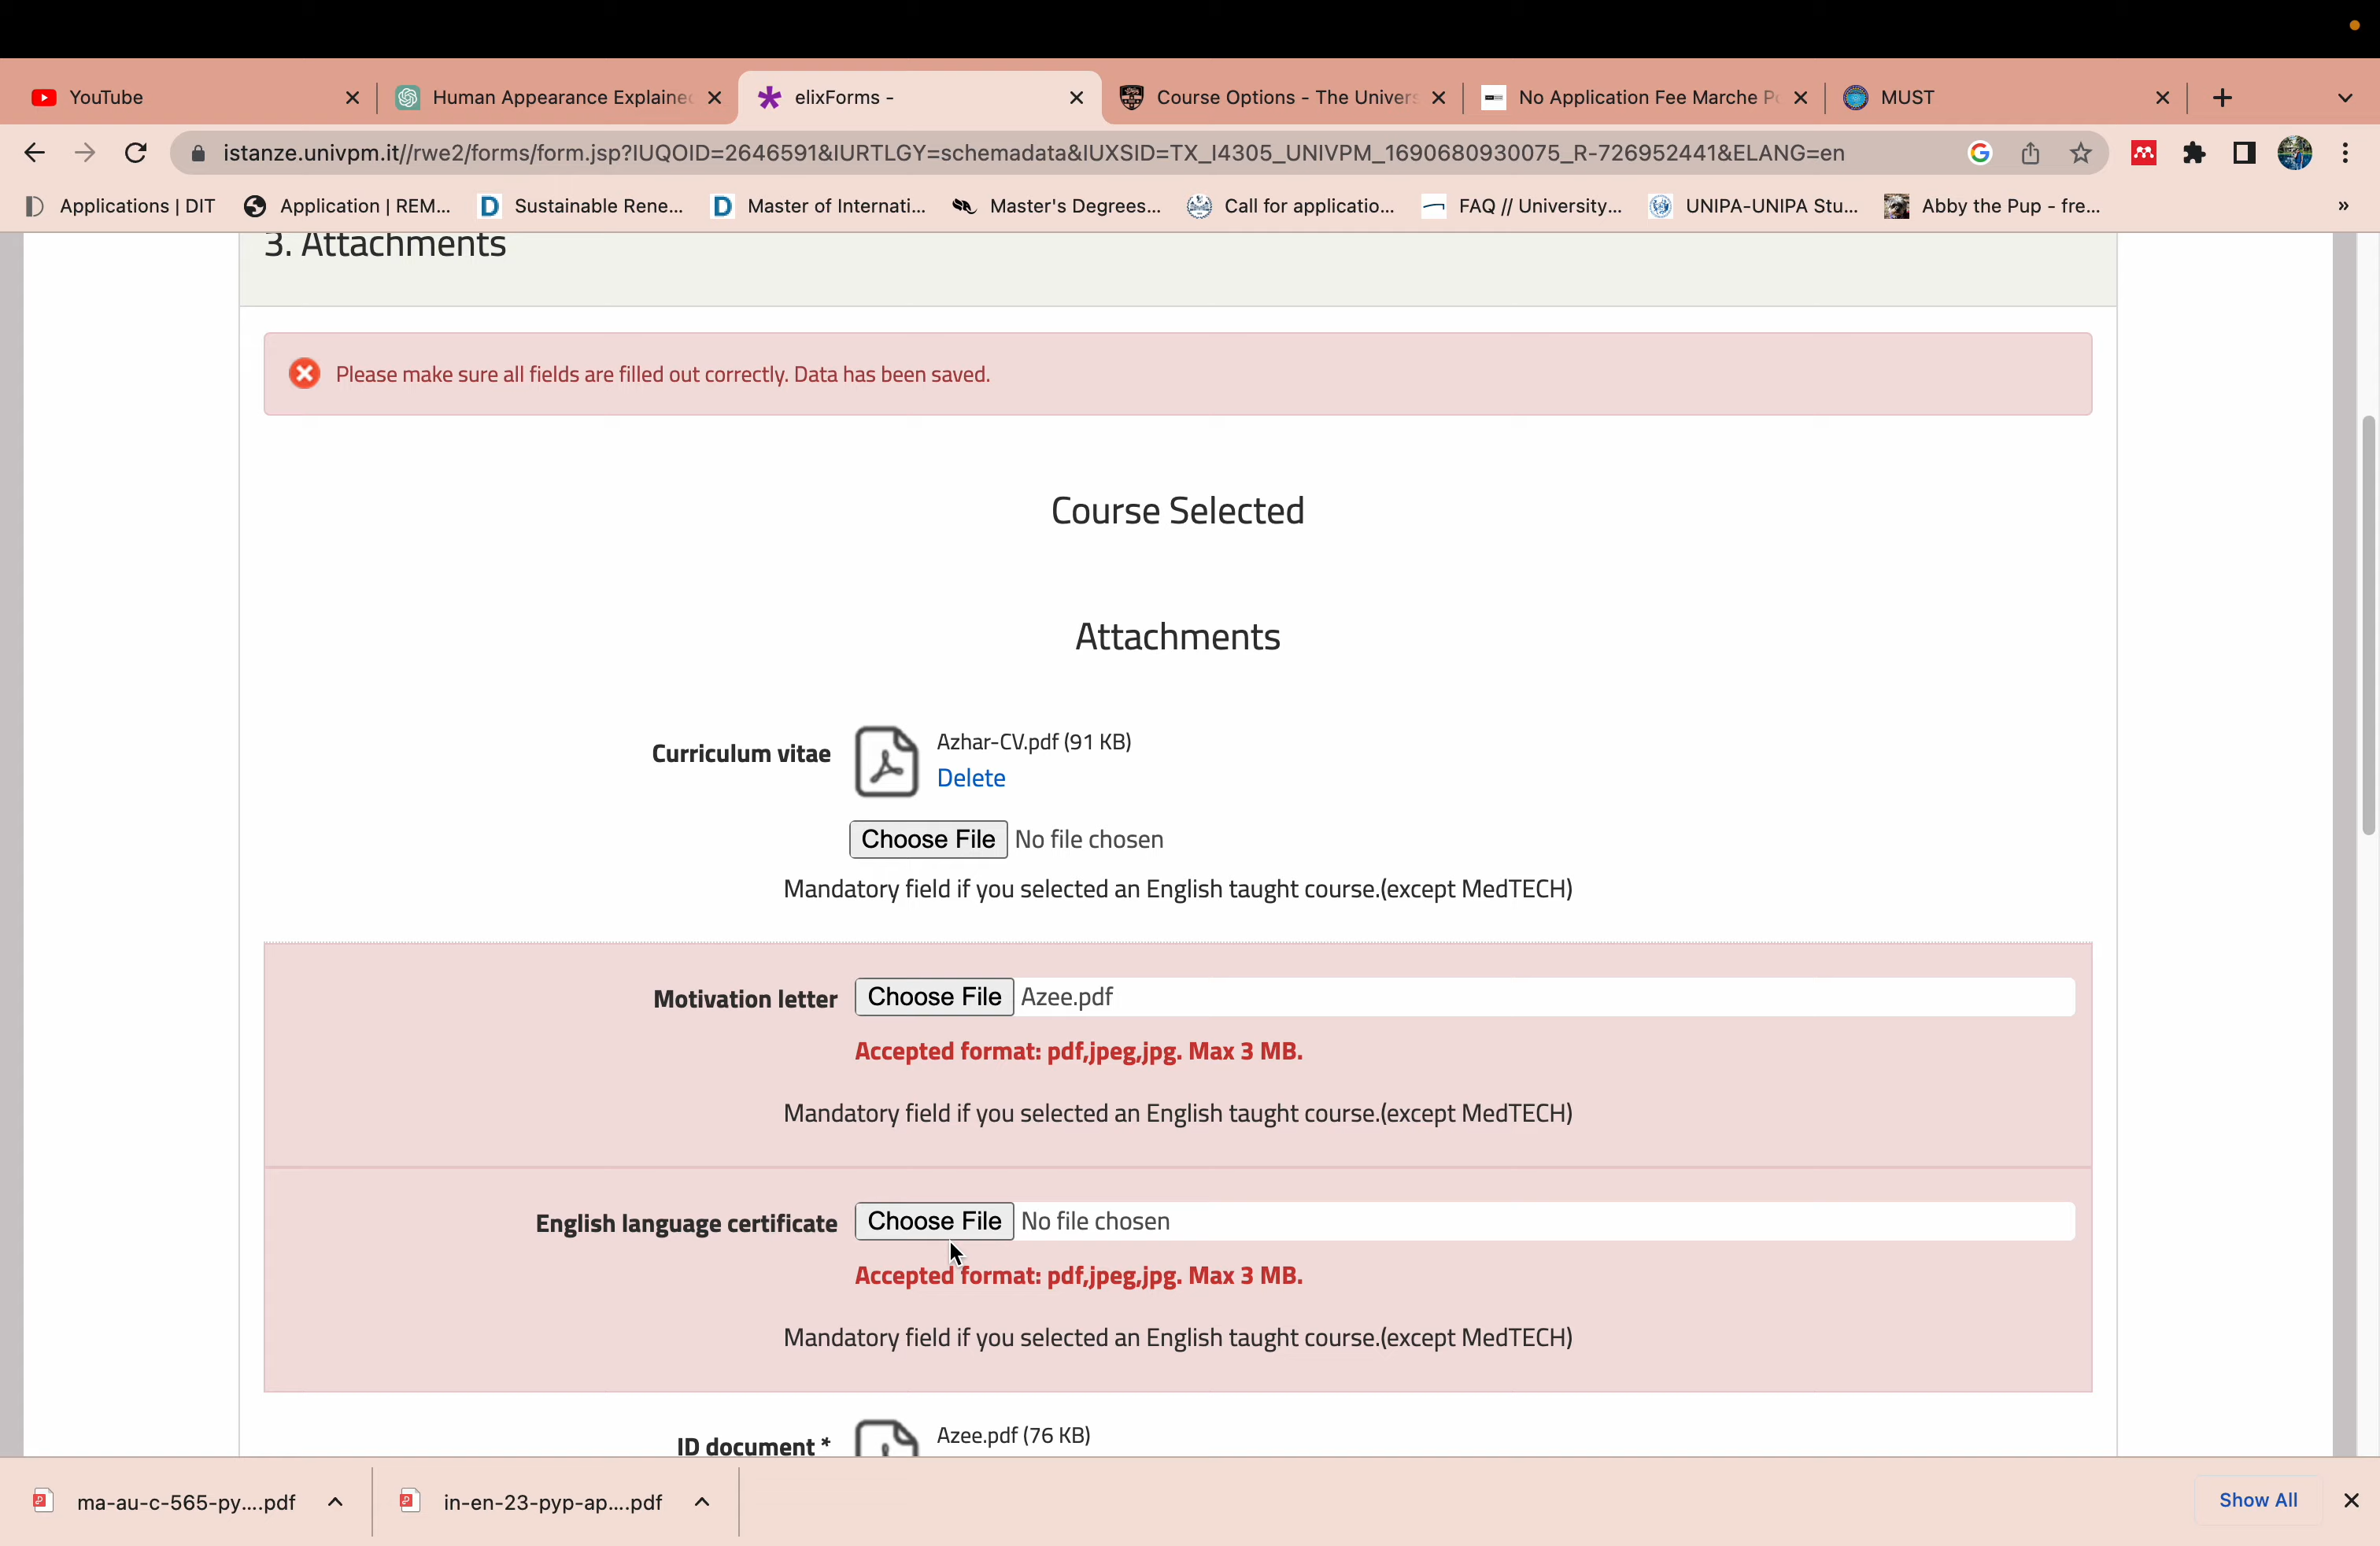 YouTube
Human Appearance Explaine
elixForms -
Course Options - The Univers
No Application Fee Marche P
MUST
istanze.univpm.it//rwe2/forms/form.jsp?IUQOID=2646591&IURTLGY=schemadata&IUXSID=TX_I4305_UNIVPM_1690680930075_R-726952441&ELANG=en
Applications | DIT
Application | REM...
Sustainable Rene...
Master of Internati...
Master's Degrees...
Call for applicatio...
FAQ // University...
UNIPA-UNIPA Stu...
Abby the Pup - fre...
»
3. Attachments
Please make sure all fields are filled out correctly. Data has been saved.
Course Selected
Attachments
Curriculum vitae
Azhar-CV.pdf (91 KB)
Delete
Choose File No file chosen
Mandatory field if you selected an English taught course.(except MedTECH)
Motivation letter Choose File Azee.pdf
Accepted format: pdf,jpeg,jpg. Max 3 MB.
Mandatory field if you selected an English taught course.(except MedTECH)
English language certificate Choose File No file chosen
Accepted format: pdf,jpeg,jpg. Max 3 MB.
Mandatory field if you selected an English taught course.(except MedTECH)
ID document * Azee.pdf (76 KB)
ma-au-c-565-py....pdf
in-en-23-pyp-ap....pdf
Show All